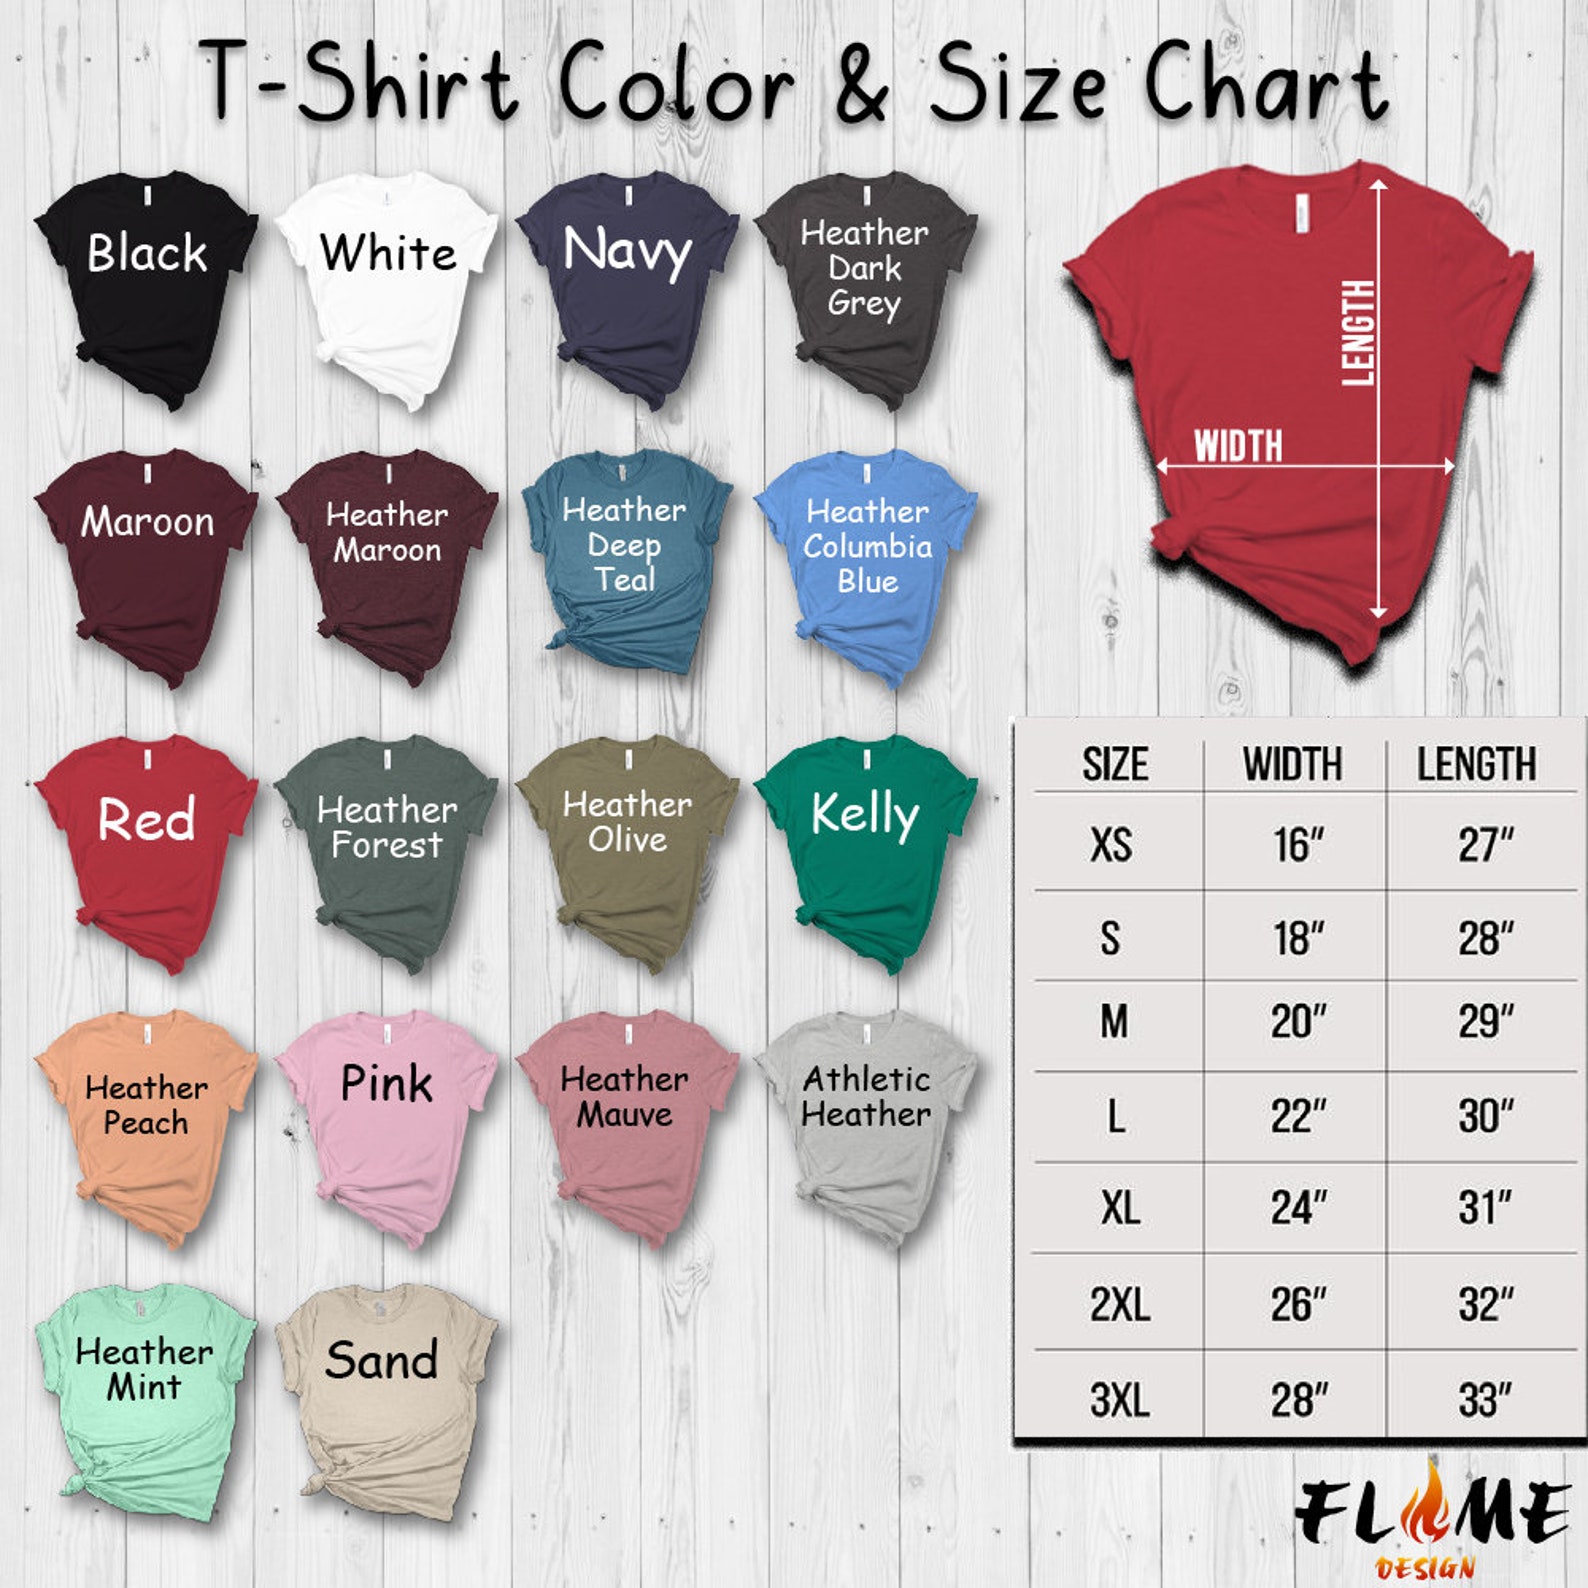 T-Shirt Color & Size Chart
Black
White
Navy
Heather
Dark
Grey
Maroon
Heather
Maroon
Heather
Deep
Teal
Heather
Columbia
Blue
Red
Heather
Forest
Heather
Olive
Kelly
Heather
Peach
Pink
Heather
Mauve
Athletic
Heather
Heather
Mint
Sand
LENGTH
WIDTH
SIZE WIDTH LENGTH
XS 16" 27"
S 18" 28"
M 20" 29"
L 22" 30"
XL 24" 31"
2XL 26" 32"
3XL 28" 33"
FLAME
DESIGN